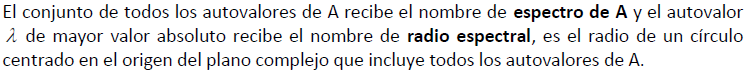 El conjunto de todos los autovalores de A recibe el nombre de espectro de A y el autovalor
λ de mayor valor absoluto recibe el nombre de radio espectral, es el radio de un círculo
centrado en el origen del plano complejo que incluye todos los autovalores de A.